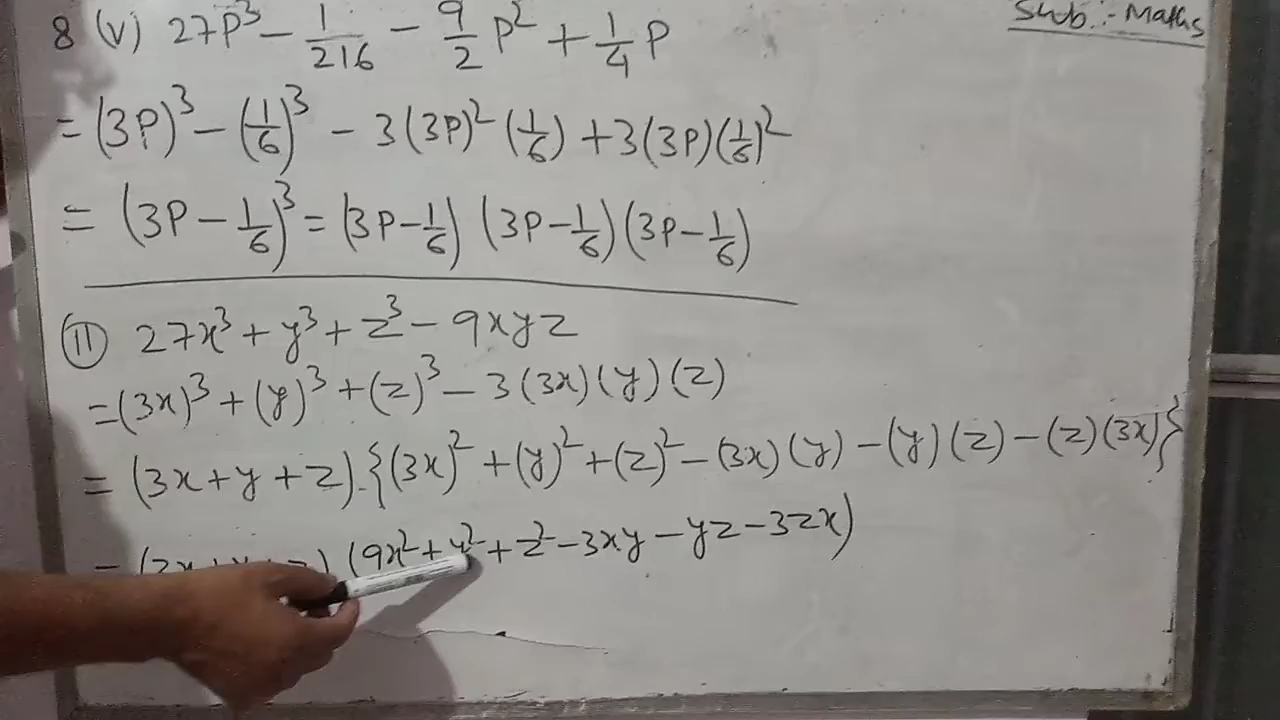 Sub:- Maths
8 (v) 27P³ - 1/216 - 9/2 P² + 1/4 P
= (3P)³ - (1/6)³ - 3(3P)² (1/6) + 3(3P)(1/6)²
= (3P - 1/6)³ = (3P - 1/6) (3P - 1/6) (3P - 1/6)
⑪ 27x³ + y³ + z³ - 9xyz
= (3x)³ + (y)³ + (z)³ - 3(3x)(y)(z)
= (3x + y + z).{(3x)² + (y)² + (z)² - (3x)(y) - (y)(z) - (z)(3x)}
= (3x + y + z) (9x² + y² + z² - 3xy - yz - 3zx)